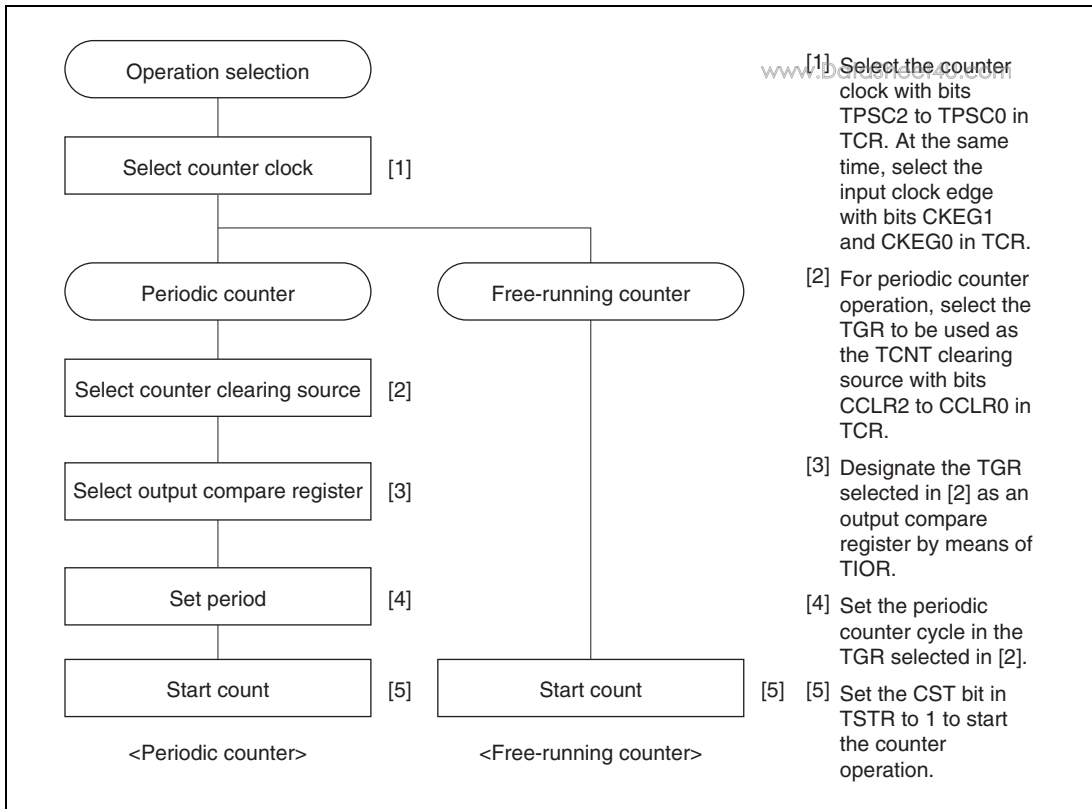 Operation selection
Select counter clock
[1]
Periodic counter
Free-running counter
Select counter clearing source
[2]
Select output compare register
[3]
Set period
[4]
Start count
[5]
Start count
[5]
<Periodic counter>
<Free-running counter>
www.DataSheet4U.com
[1] Select the counter
clock with bits
TPSC2 to TPSC0 in
TCR. At the same
time, select the
input clock edge
with bits CKEG1
and CKEG0 in TCR.
[2] For periodic counter
operation, select the
TGR to be used as
the TCNT clearing
source with bits
CCLR2 to CCLR0 in
TCR.
[3] Designate the TGR
selected in [2] as an
output compare
register by means of
TIOR.
[4] Set the periodic
counter cycle in the
TGR selected in [2].
[5] Set the CST bit in
TSTR to 1 to start
the counter
operation.